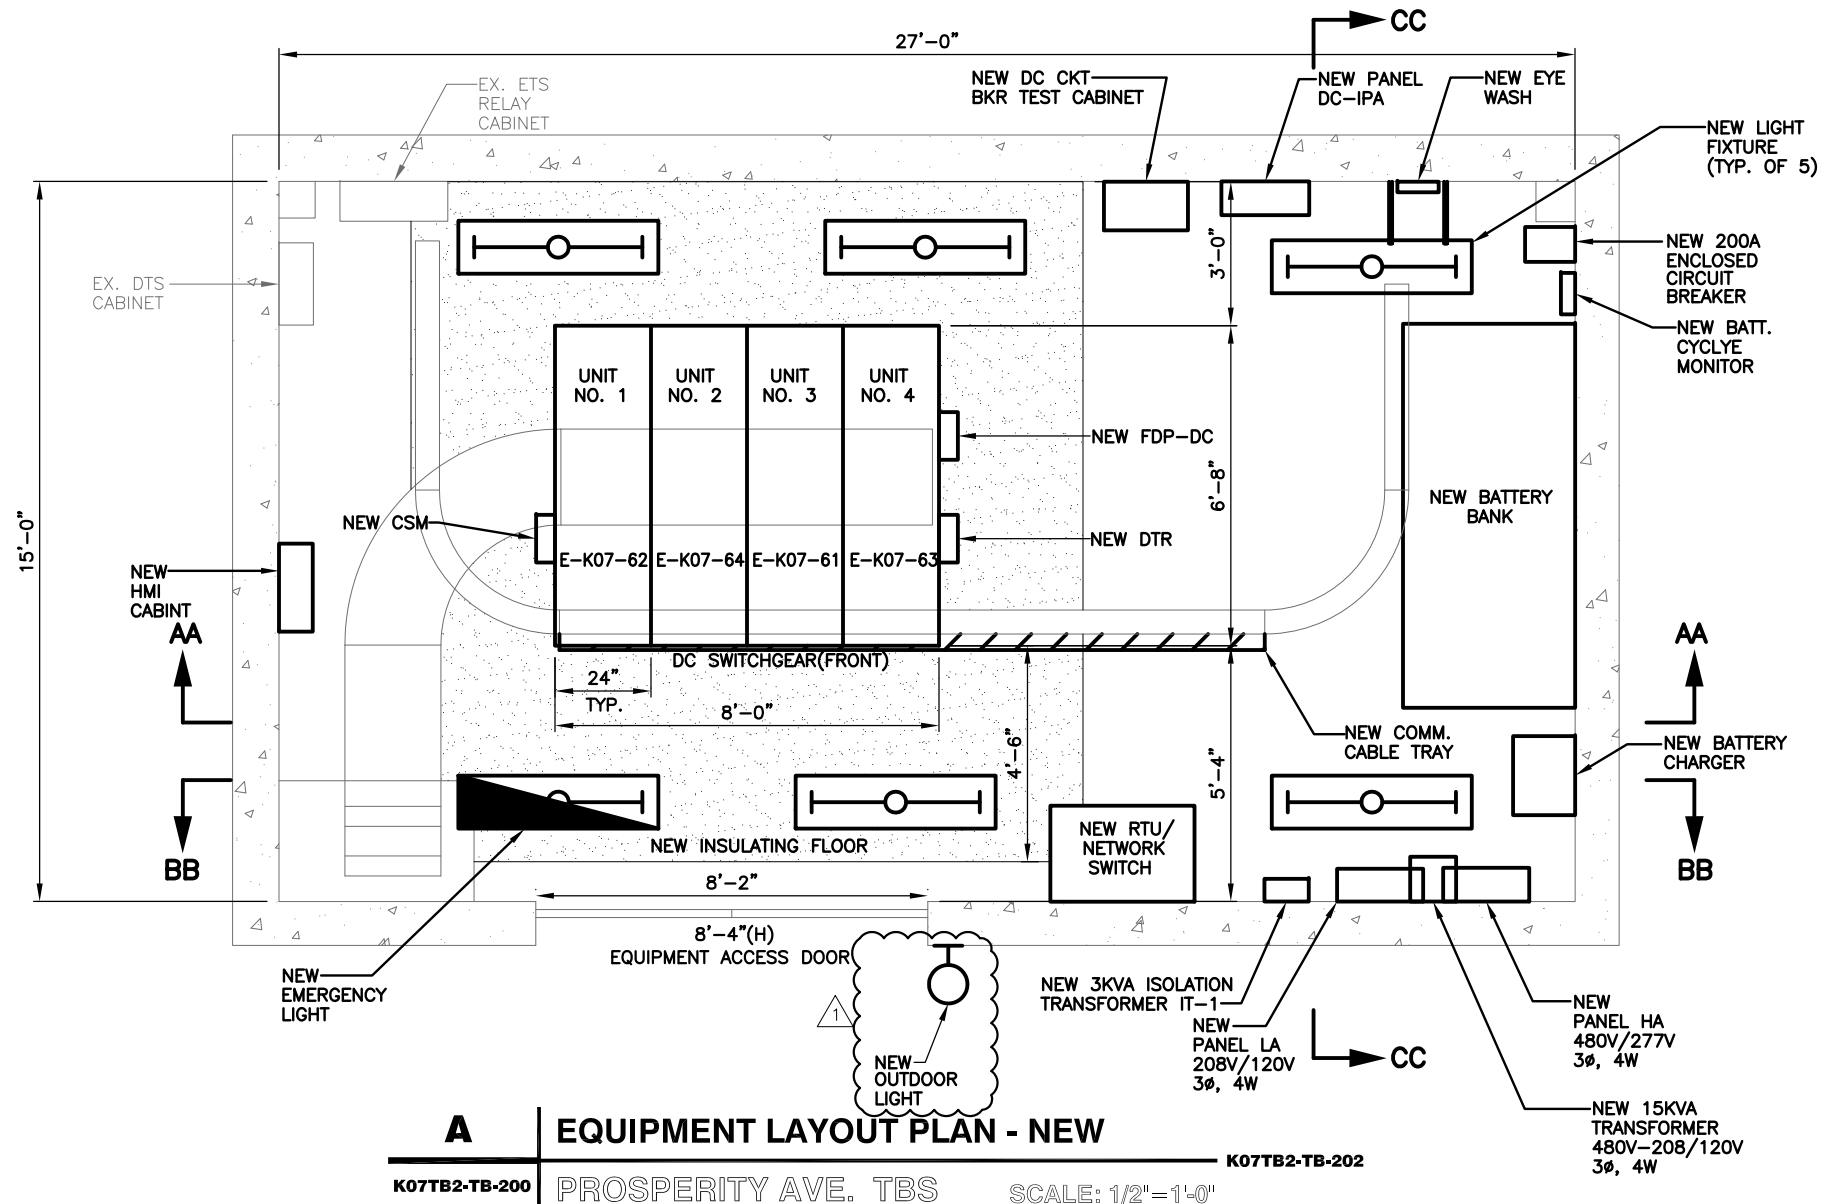 CC
27'-0"
EX. ETS
RELAY
CABINET
NEW DC CKT
BKR TEST CABINET
NEW PANEL
DC-IPA
NEW EYE
WASH
NEW LIGHT
FIXTURE
(TYP. OF 5)
EX. DTS
CABINET
3'-0"
NEW 200A
ENCLOSED
CIRCUIT
BREAKER
NEW BATT.
CYCLYE
MONITOR
UNIT
NO. 1
UNIT
NO. 2
UNIT
NO. 3
UNIT
NO. 4
NEW FDP-DC
6'-8"
NEW BATTERY
BANK
15'-0"
NEW CSM
NEW DTR
E-K07-62
E-K07-64
E-K07-61
E-K07-63
NEW
HMI
CABINT
AA
AA
DC SWITCHGEAR(FRONT)
24"
TYP.
8'-0"
4'-6"
5'-4"
NEW COMM.
CABLE TRAY
NEW BATTERY
CHARGER
NEW RTU/
NETWORK
SWITCH
NEW INSULATING FLOOR
BB
BB
8'-2"
8'-4"(H)
EQUIPMENT ACCESS DOOR
NEW
EMERGENCY
LIGHT
1
NEW
OUTDOOR
LIGHT
NEW 3KVA ISOLATION
TRANSFORMER IT-1
NEW
PANEL LA
208V/120V
3ø, 4W
CC
NEW
PANEL HA
480V/277V
3ø, 4W
NEW 15KVA
TRANSFORMER
480V-208/120V
3ø, 4W
A
EQUIPMENT LAYOUT PLAN - NEW
K07TB2-TB-202
K07TB2-TB-200
PROSPERITY AVE. TBS
SCALE: 1/2"=1'-0"